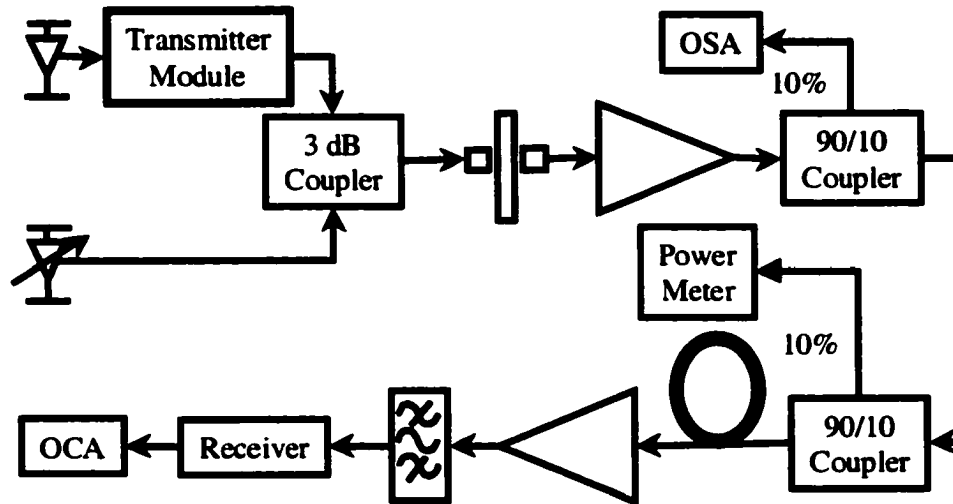 Transmitter
Module
OSA
10%
3 dB
Coupler
90/10
Coupler
Power
Meter
10%
OCA
Receiver
90/10
Coupler